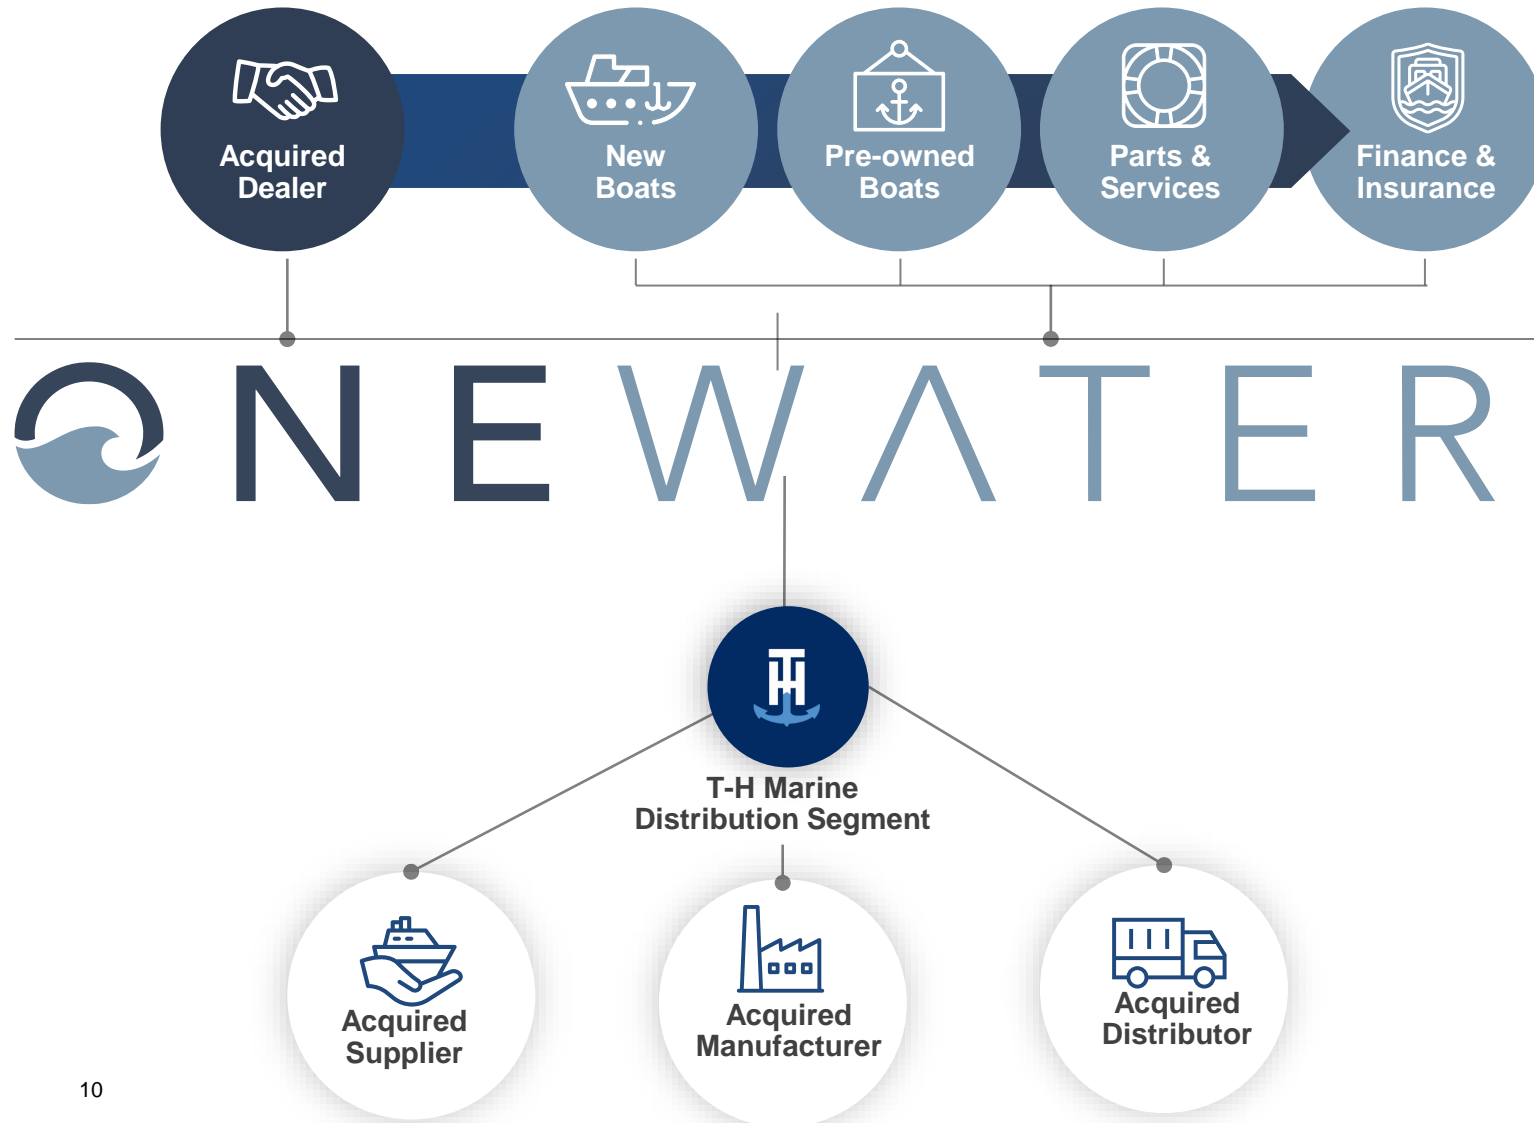 Acquired
Dealer
New
Boats
Pre-owned
Boats
Parts &
Services
Finance &
Insurance
ONEWATER
TH
T-H Marine
Distribution Segment
Acquired
Supplier
Acquired
Manufacturer
Acquired
Distributor
10